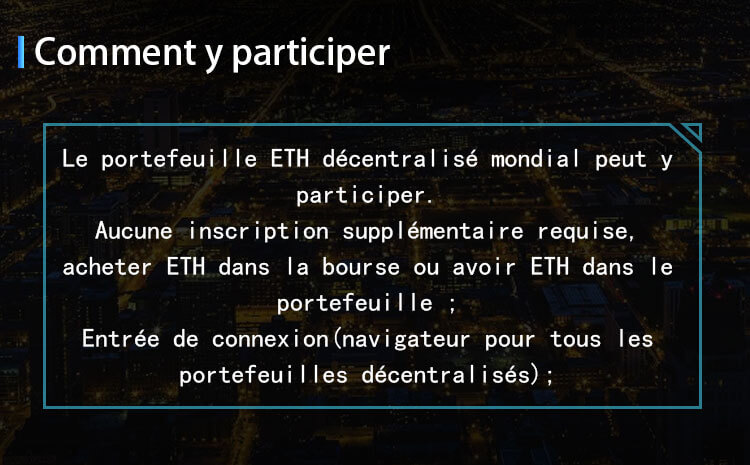 Comment y participer
Le portefeuille ETH décentralisé mondial peut y
participer.
Aucune inscription supplémentaire requise,
acheter ETH dans la bourse ou avoir ETH dans le
portefeuille ;
Entrée de connexion(navigateur pour tous les
portefeuilles décentralisés);